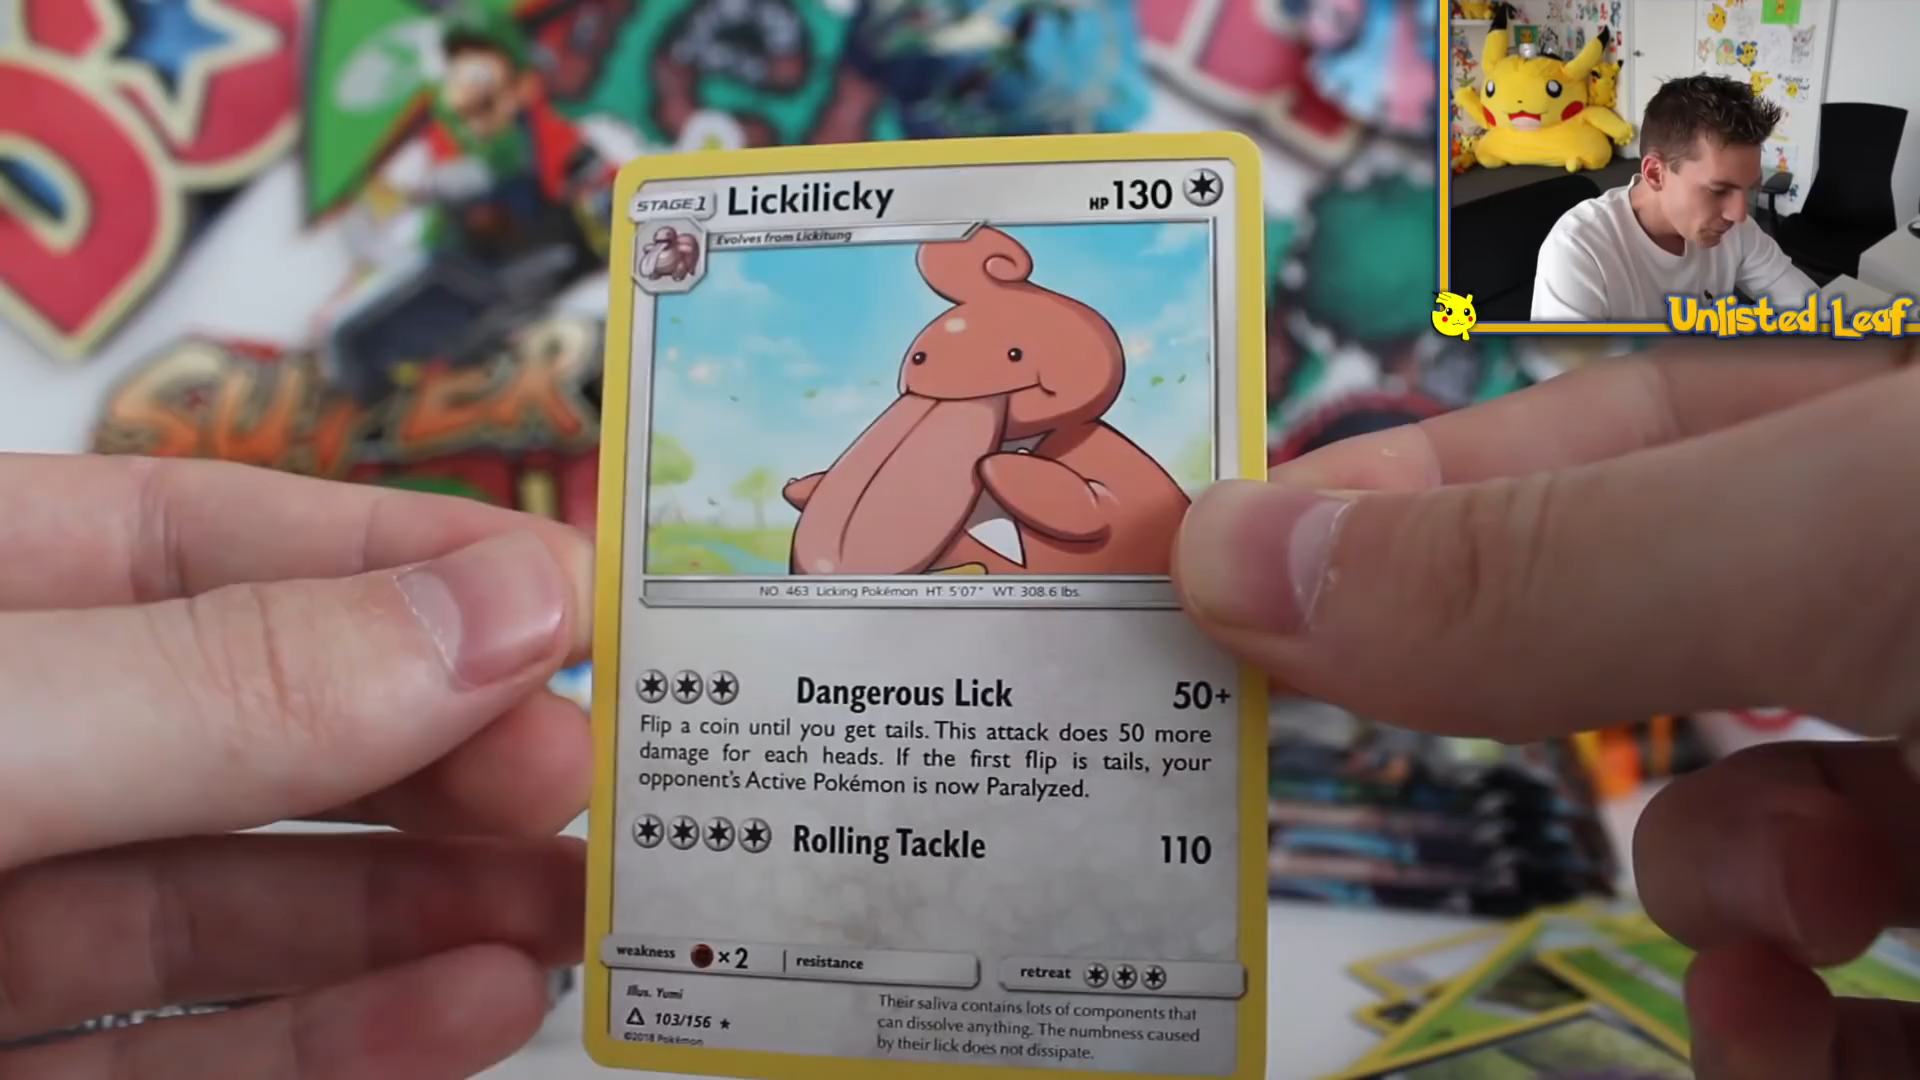 STAGE 1 Lickilicky HP 130
Evolves from Lickitung
NO. 463 Licking Pokémon HT: 5'07" WT: 308.6 lbs.
Dangerous Lick 50+
Flip a coin until you get tails. This attack does 50 more
damage for each heads. If the first flip is tails, your
opponent's Active Pokémon is now Paralyzed.
Rolling Tackle 110
weakness ×2 resistance retreat
Illus. Yumi
103/156
©2018 Pokémon
Their saliva contains lots of components that
can dissolve anything. The numbness caused
by their lick does not dissipate.
Unlisted Leaf
SUPER